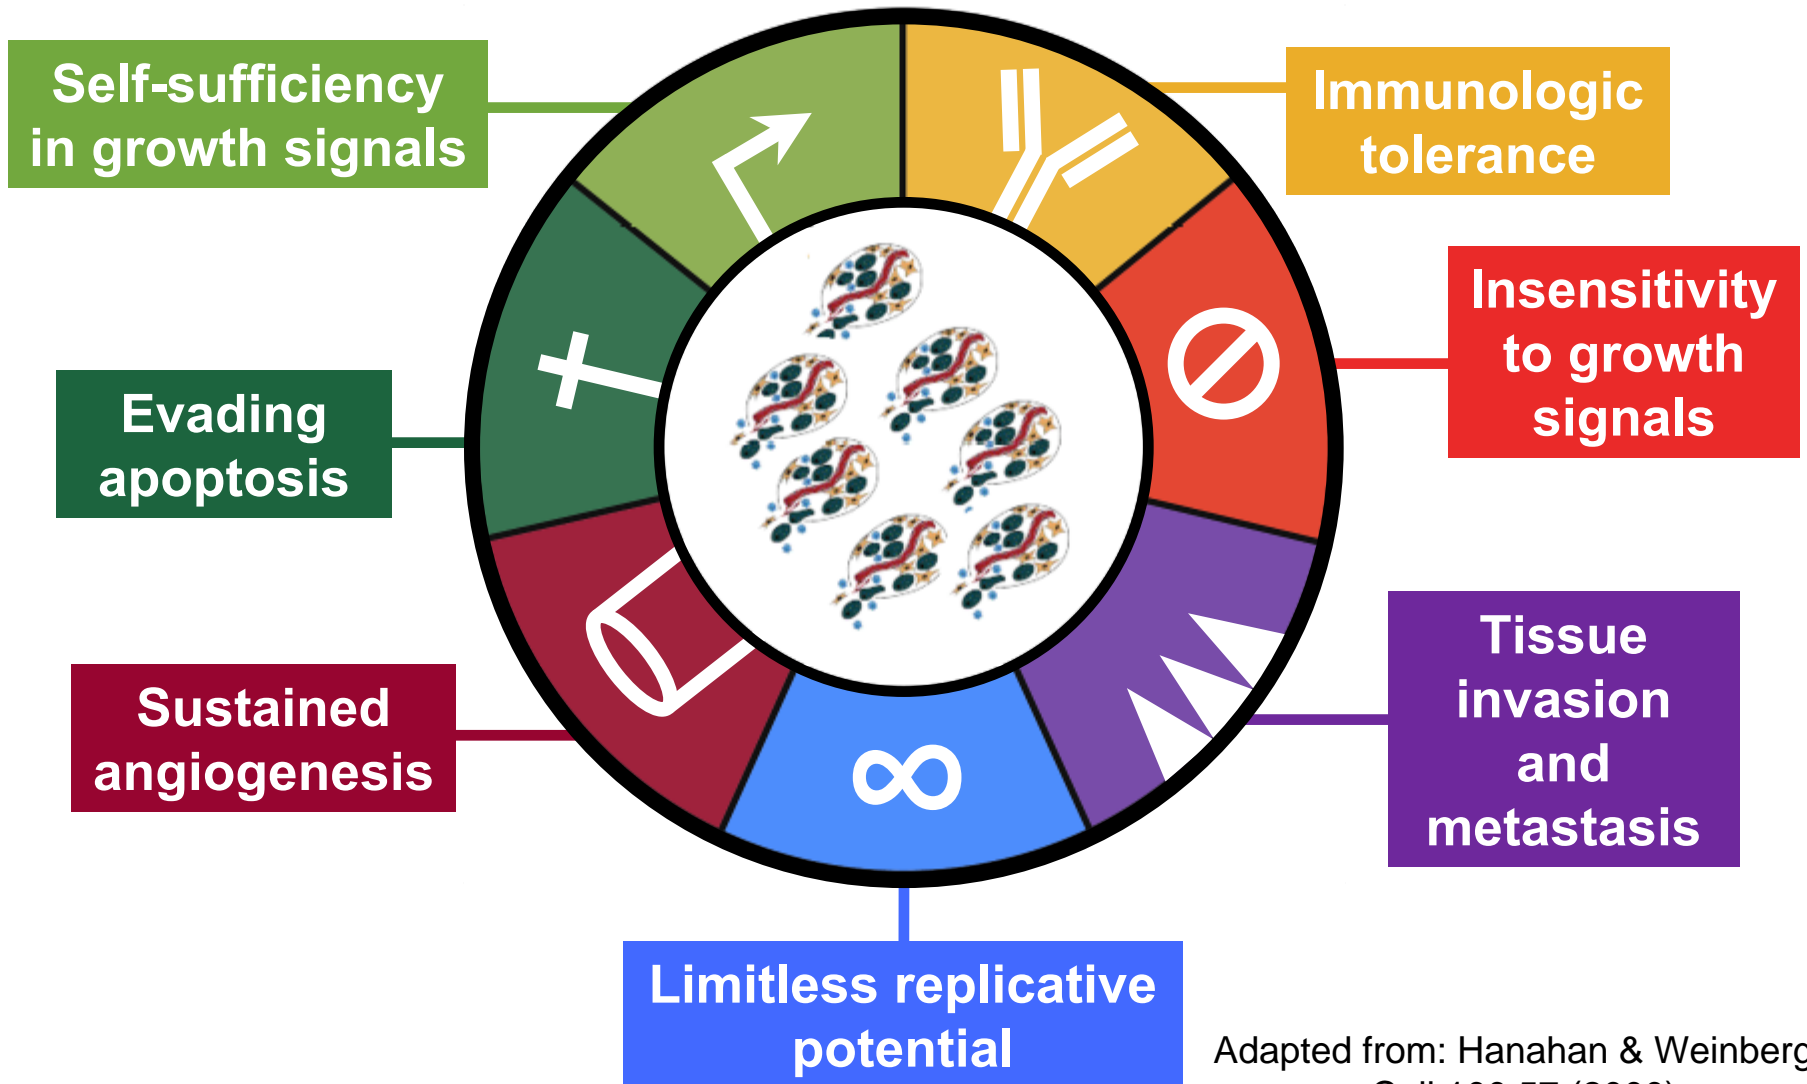 Self-sufficiency
in growth signals
Immunologic
tolerance
Insensitivity
to growth
signals
Evading
apoptosis
Tissue
invasion
and
metastasis
Sustained
angiogenesis
∞
Limitless replicative
potential
Adapted from: Hanahan & Weinberg